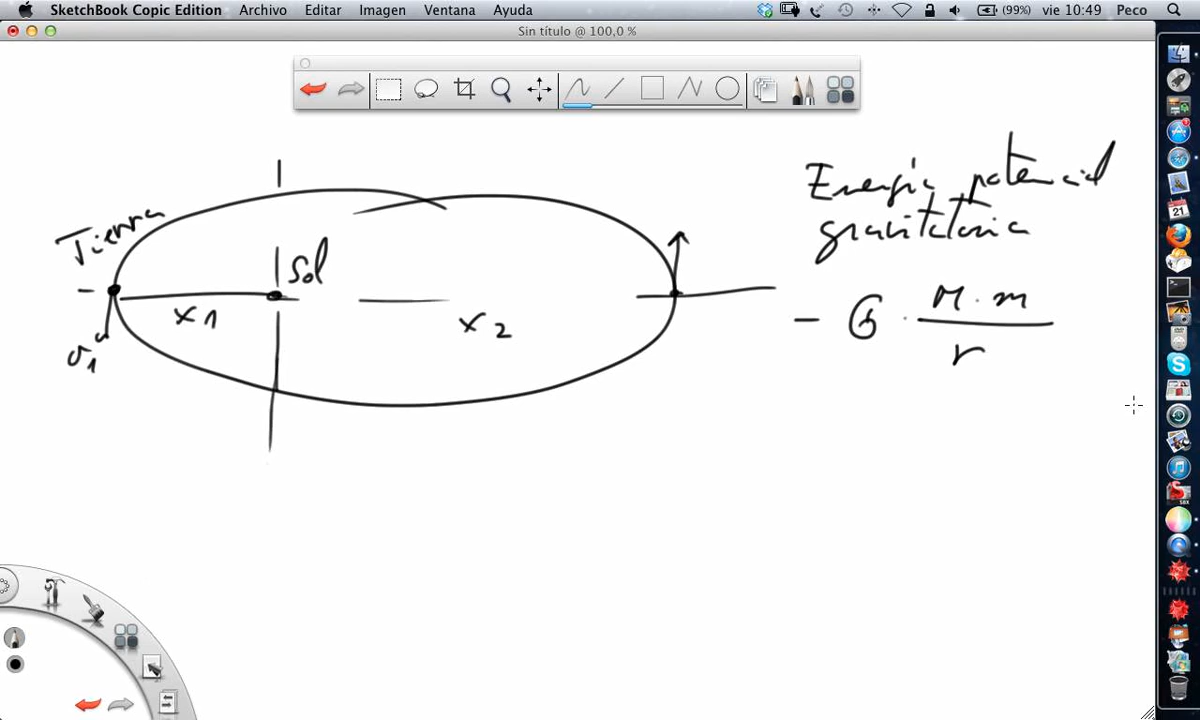 SketchBook Copic Edition Archivo Editar Imagen Ventana Ayuda (99%) vie 10:49 Peco
Sin título @ 100,0 %
Energía potencial
gravitatoria
Tierra
Sol
x1
x2
v1
- G · M · m
r
21